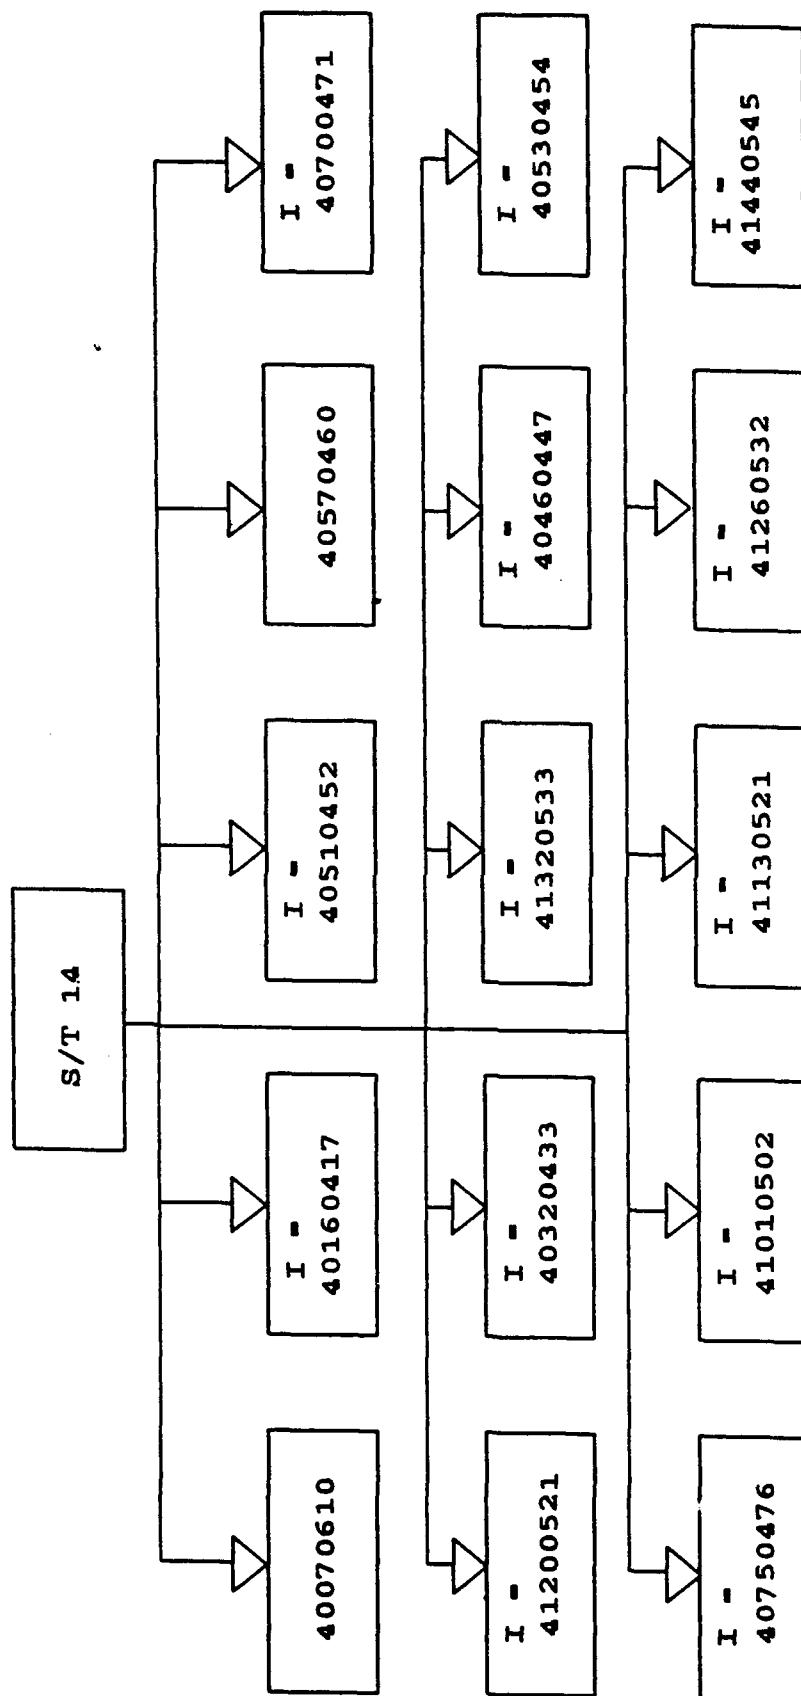 S/T 14
40070610
I =
40160417
I =
40510452
40570460
I =
40700471
I =
41200521
I =
40320433
I =
41320533
I =
40460447
I =
40530454
I =
40750476
I =
41010502
I =
41130521
I =
41260532
I =
41440545